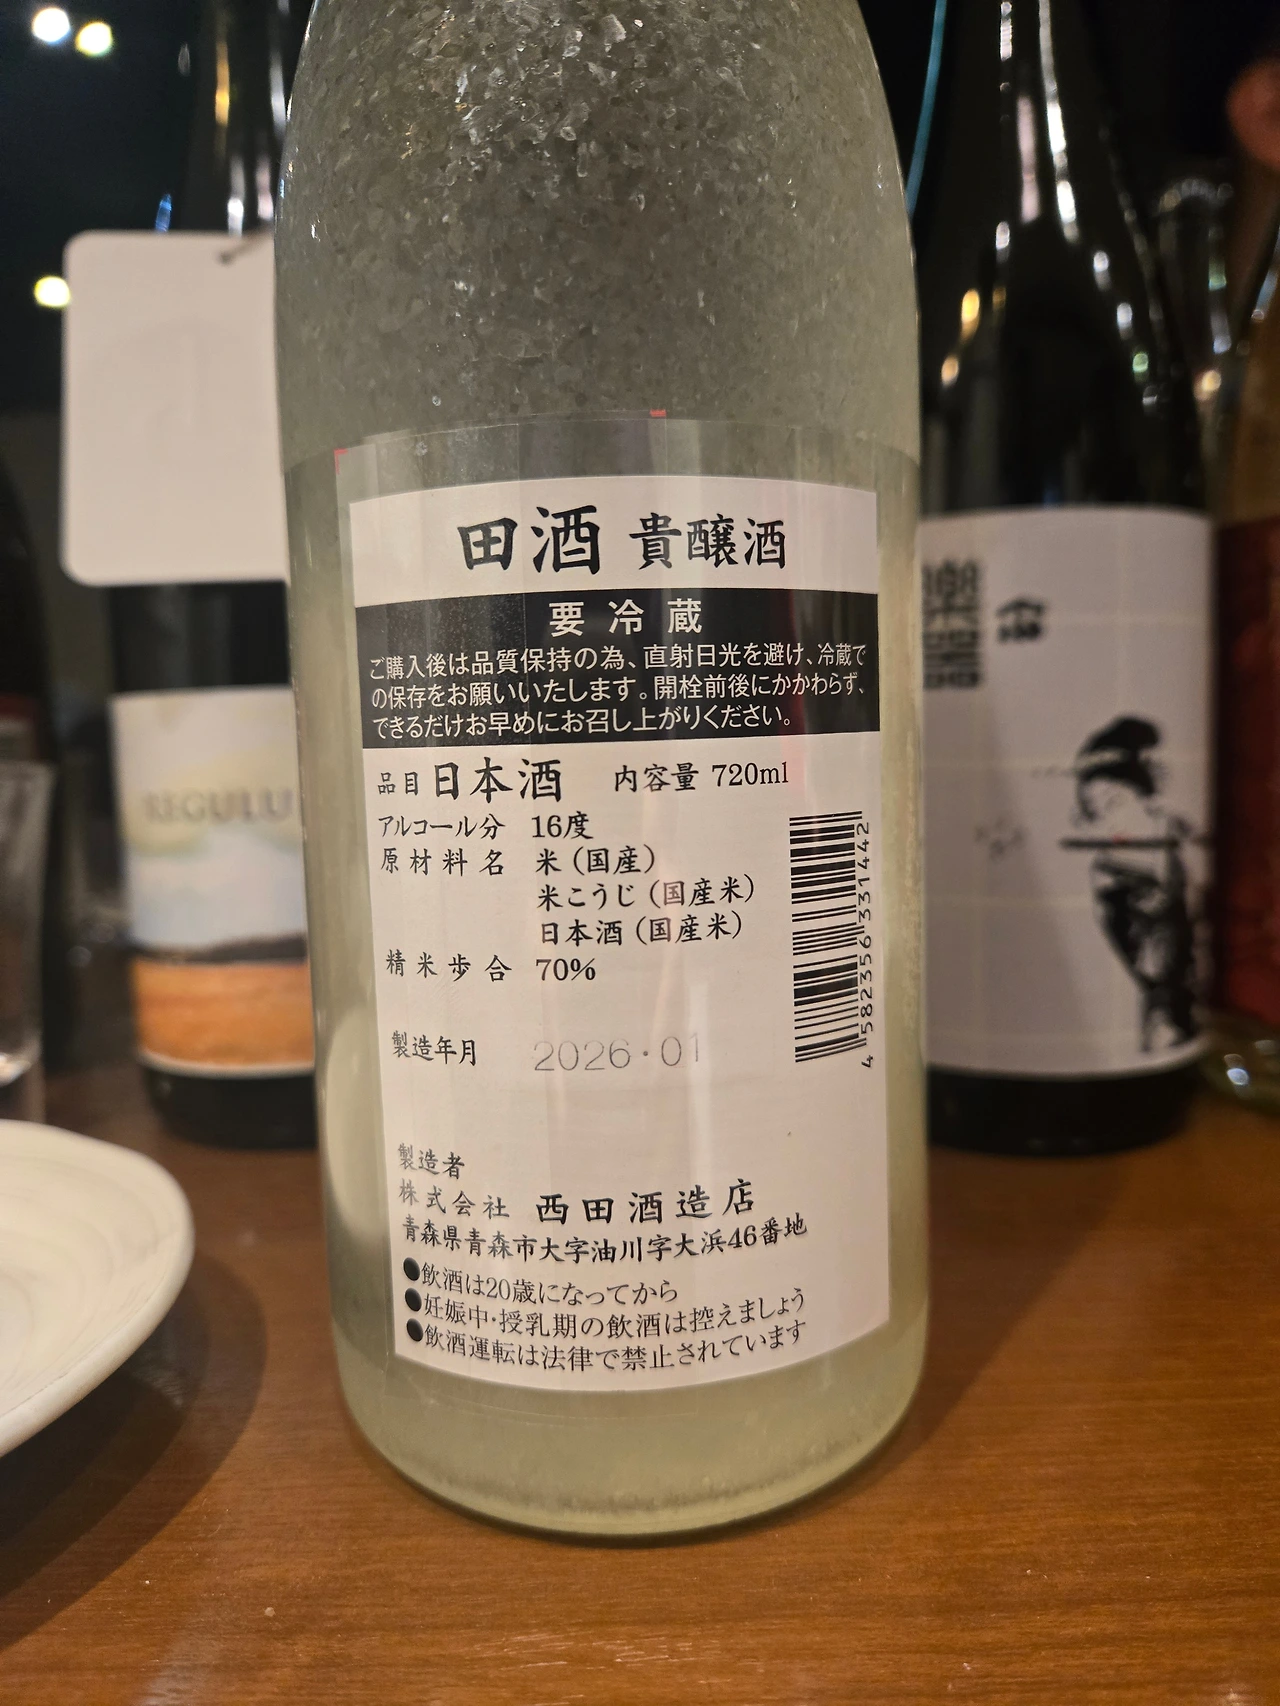 田酒 貴醸酒
要冷蔵
ご購入後は品質保持の為、直射日光を避け、冷蔵で
の保存をお願いいたします。開栓前後にかかわらず、
できるだけお早めにお召し上がりください。
品目 日本酒 内容量 720ml
アルコール分 16度
原材料名 米(国産)
米こうじ(国産米)
日本酒(国産米)
精米歩合 70%
製造年月 2026・01
4 582356 331442
製造者
株式会社 西田酒造店
青森県青森市大字油川字大浜46番地
●飲酒は20歳になってから
●妊娠中・授乳期の飲酒は控えましょう
●飲酒運転は法律で禁止されています
REGULU